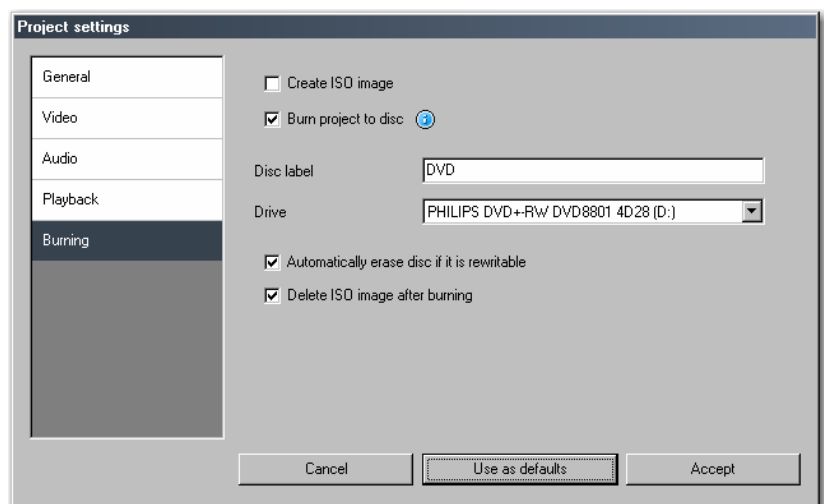 Project settings
General
Video
Audio
Playback
Burning
Create ISO image
Burn project to disc
Disc label
DVD
Drive
PHILIPS DVD+-RW DVD8801 4D28 (D:)
Automatically erase disc if it is rewritable
Delete ISO image after burning
Cancel
Use as defaults
Accept